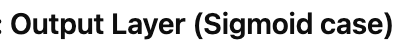 : Output Layer (Sigmoid case)